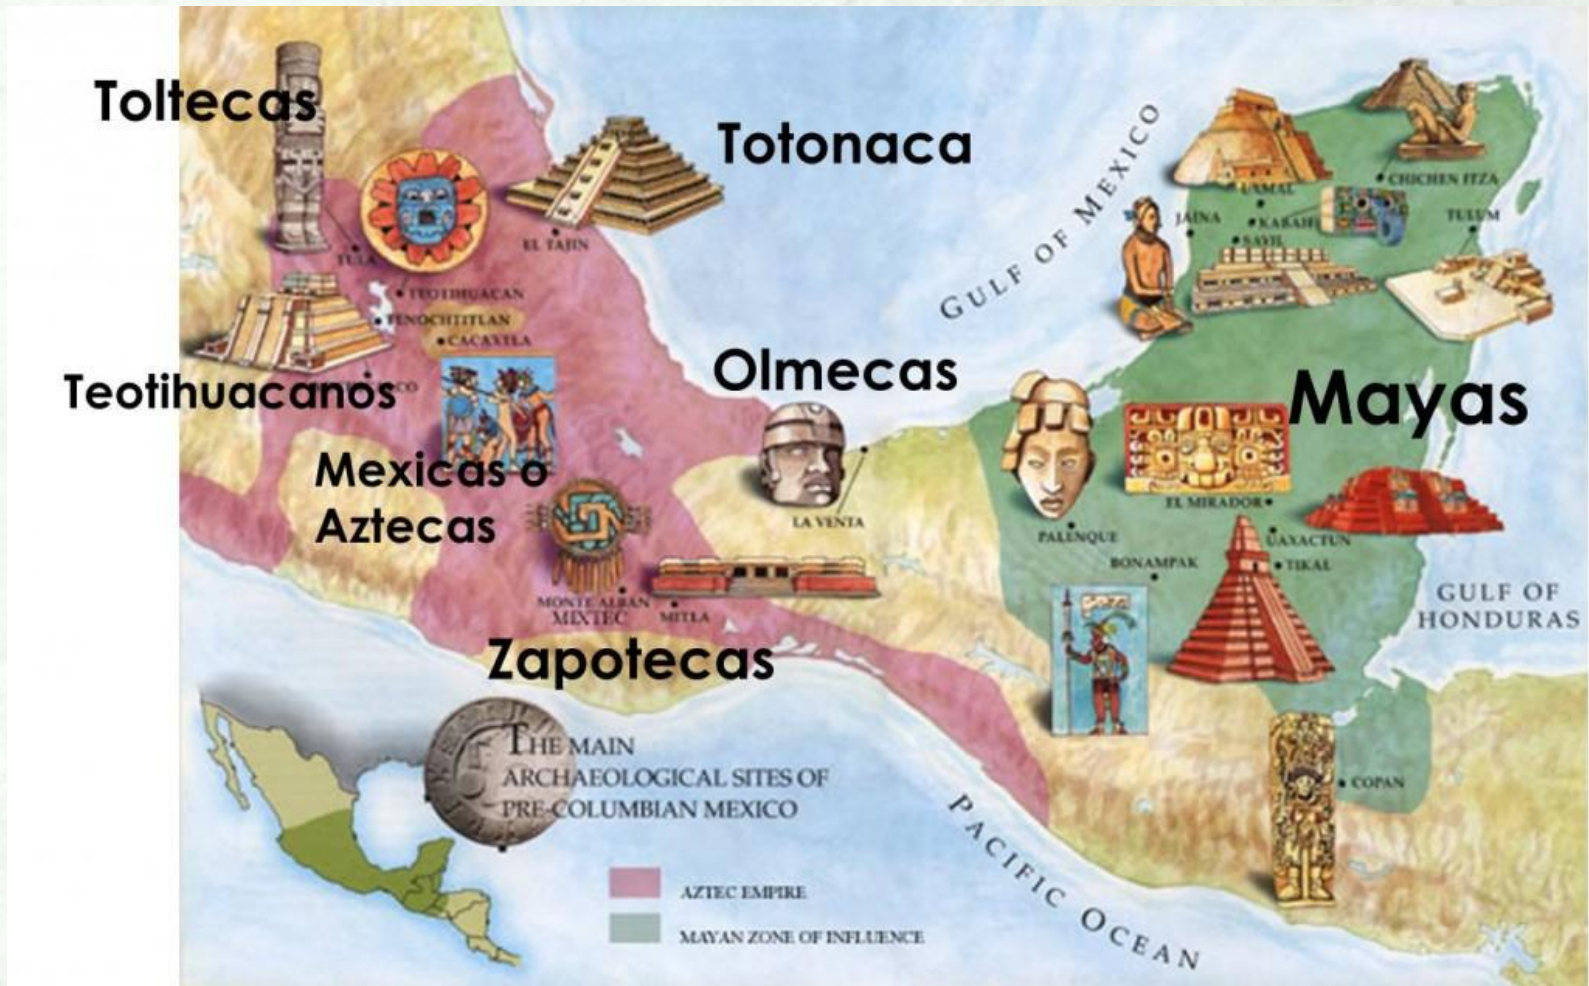 Toltecas
Totonaca
GULF OF MEXICO
UXMAL
CHICHEN ITZA
JAINA
KABAH
TULUM
SAYIL
EL TAJIN
TULA
TEOTIHUACAN
TENOCHTITLAN
CACAXTLA
Teotihuacanos
Olmecas
Mayas
Mexicas o
Aztecas
LA VENTA
EL MIRADOR
PALENQUE
UAXACTUN
BONAMPAK
TIKAL
MONTE ALBAN
MIXTEC
MITLA
GULF OF
HONDURAS
Zapotecas
THE MAIN
ARCHAEOLOGICAL SITES OF
PRE-COLUMBIAN MEXICO
COPAN
PACIFIC OCEAN
AZTEC EMPIRE
MAYAN ZONE OF INFLUENCE